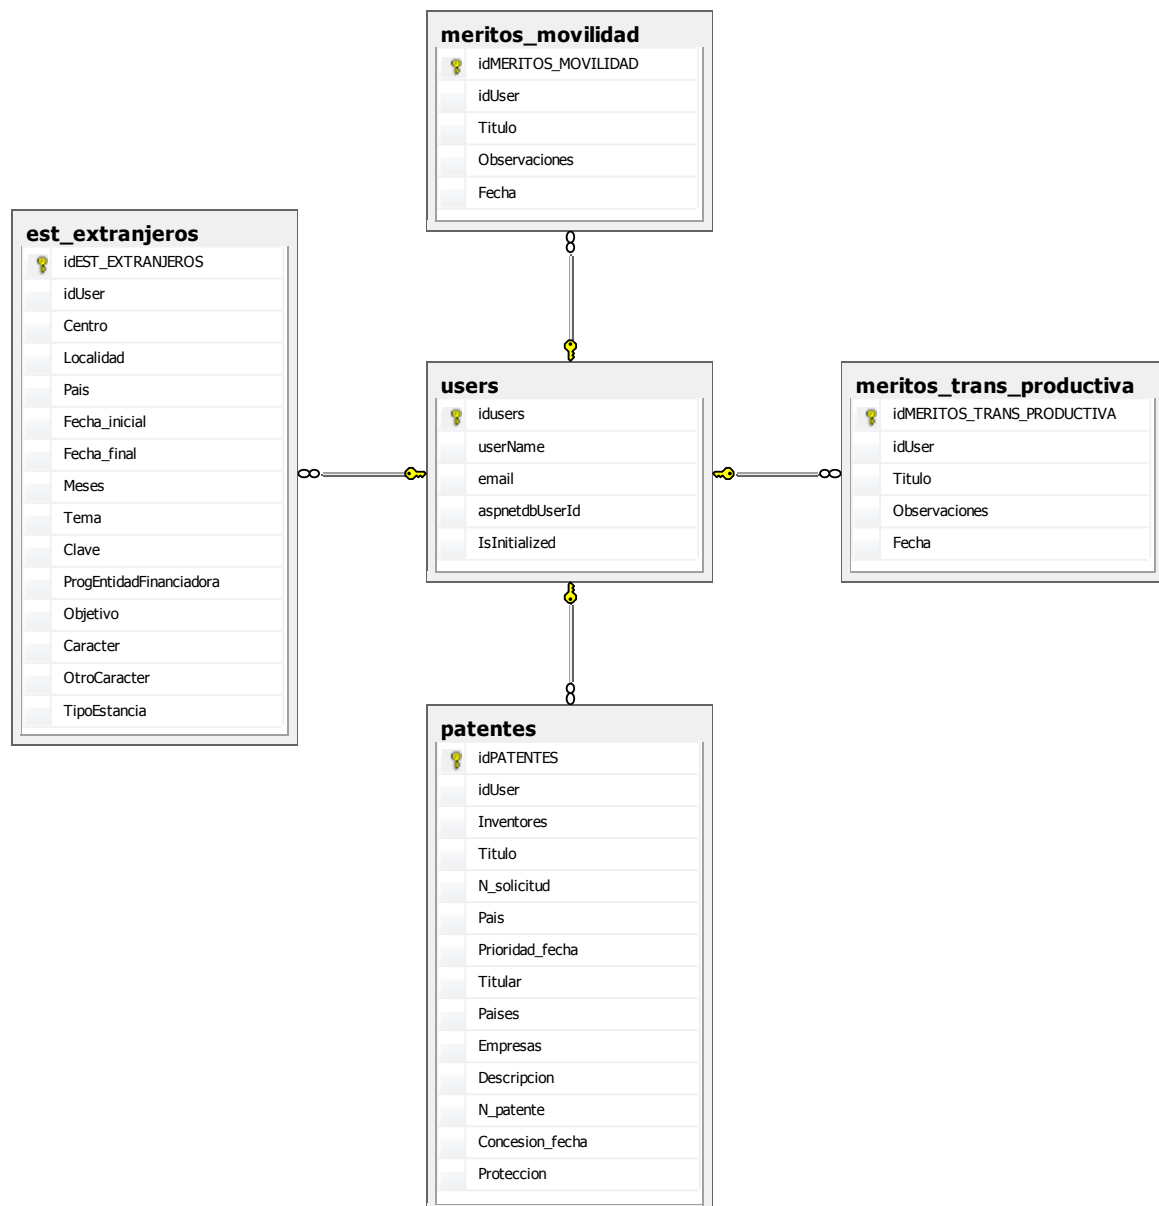 meritos_movilidad
idMERITOS_MOVILIDAD
idUser
Titulo
Observaciones
Fecha
est_extranjeros
idEST_EXTRANJEROS
idUser
Centro
Localidad
Pais
Fecha_inicial
Fecha_final
Meses
Tema
Clave
ProgEntidadFinanciadora
Objetivo
Caracter
OtroCaracter
TipoEstancia
users
idusers
userName
email
aspnetdbUserId
IsInitialized
meritos_trans_productiva
idMERITOS_TRANS_PRODUCTIVA
idUser
Titulo
Observaciones
Fecha
patentes
idPATENTES
idUser
Inventores
Titulo
N_solicitud
Pais
Prioridad_fecha
Titular
Paises
Empresas
Descripcion
N_patente
Concesion_fecha
Proteccion